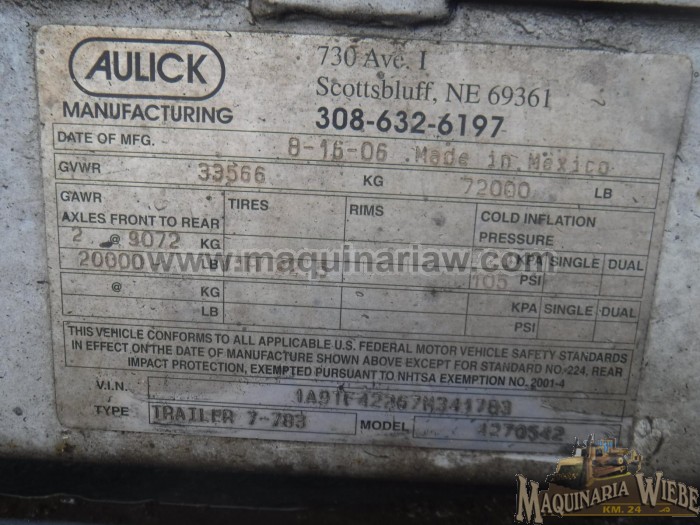 AULICK
MANUFACTURING
730 Ave. I
Scottsbluff, NE 69361
308-632-6197
DATE OF MFG. 8-16-06 Made in Mexico
GVWR 33566 KG 72000 LB
GAWR
AXLES FRONT TO REAR TIRES RIMS COLD INFLATION
PRESSURE
2 @ 9072 KG KPA SINGLE DUAL
20000 LB 105 PSI
www.maquinariaw.com
@ KG KPA SINGLE DUAL
LB PSI
THIS VEHICLE CONFORMS TO ALL APPLICABLE U.S. FEDERAL MOTOR VEHICLE SAFETY STANDARDS
IN EFFECT ON THE DATE OF MANUFACTURE SHOWN ABOVE EXCEPT FOR STANDARD NO. 224, REAR
IMPACT PROTECTION, EXEMPTED PURSUANT TO NHTSA EXEMPTION NO. 2001-4
V.I.N.
TYPE TRAILER 7-783 MODEL 4270542
MAQUINARIA WIEBE
KM. 24